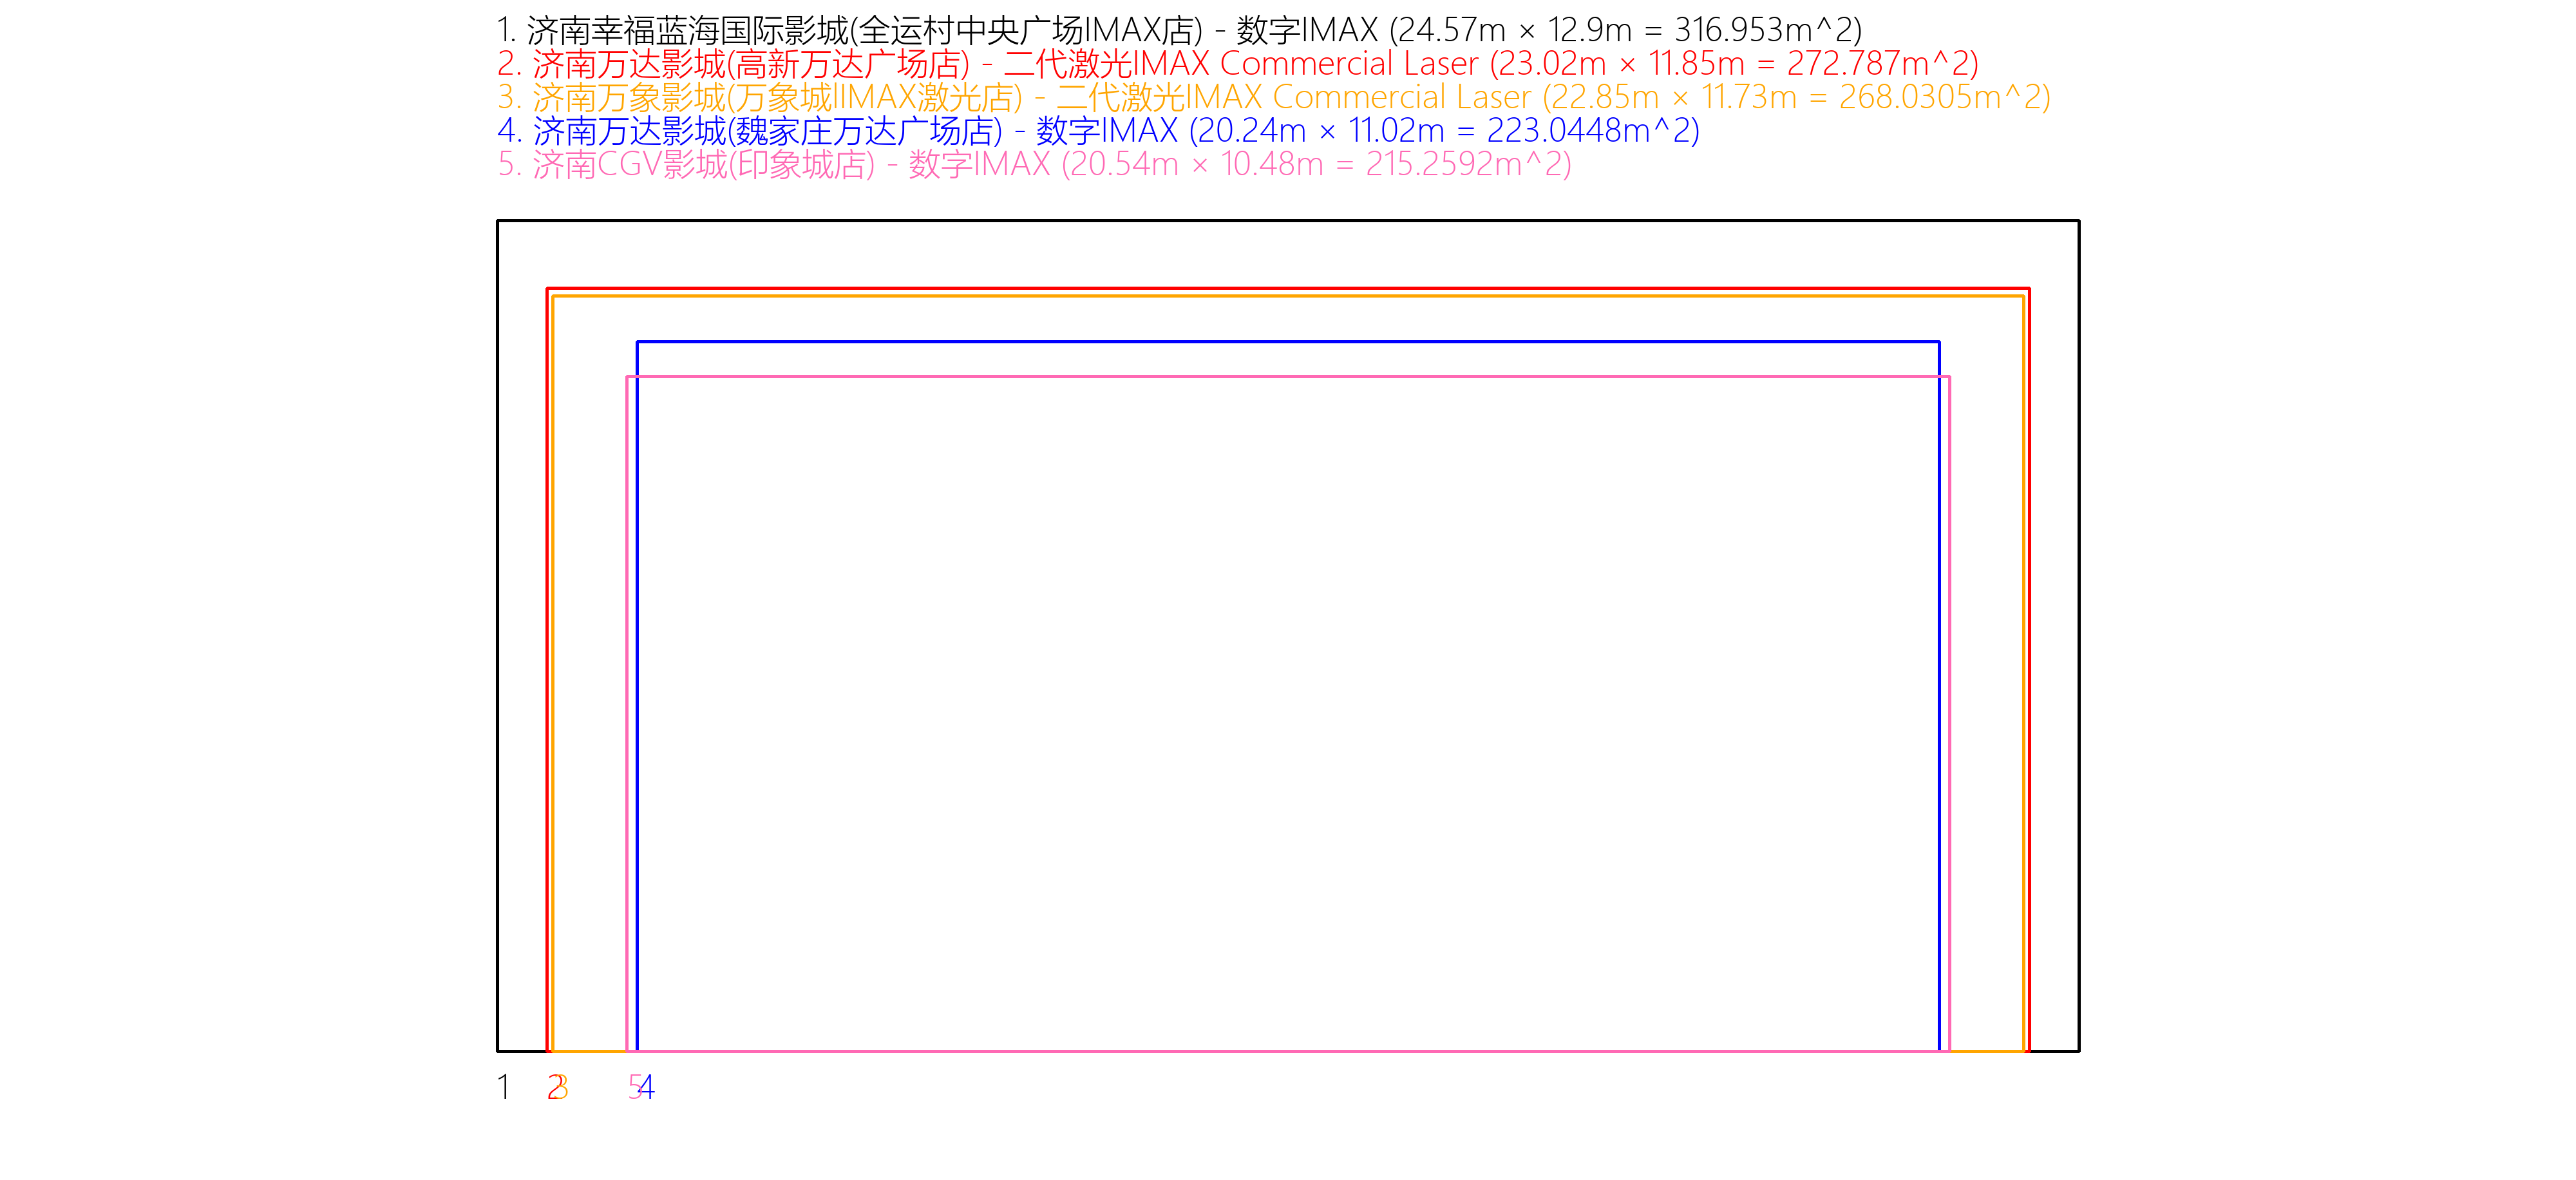 1. 济南幸福蓝海国际影城(全运村中央广场IMAX店) - 数字IMAX (24.57m × 12.9m = 316.953m^2)
2. 济南万达影城(高新万达广场店) - 二代激光IMAX Commercial Laser (23.02m × 11.85m = 272.787m^2)
3. 济南万象影城(万象城IIMAX激光店) - 二代激光IMAX Commercial Laser (22.85m × 11.73m = 268.0305m^2)
4. 济南万达影城(魏家庄万达广场店) - 数字IMAX (20.24m × 11.02m = 223.0448m^2)
5. 济南CGV影城(印象城店) - 数字IMAX (20.54m × 10.48m = 215.2592m^2)
1 2 3 5 4